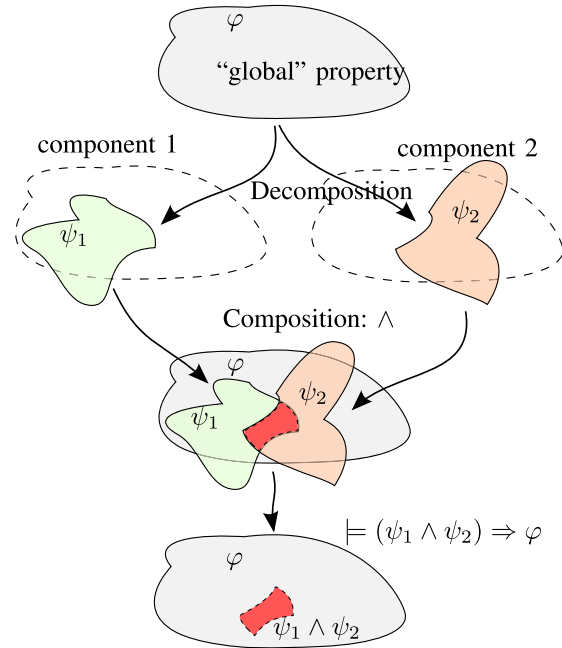 φ
“global” property
component 1
component 2
Decomposition
ψ₁
ψ₂
Composition: ∧
φ
ψ₁
ψ₂
⊨ (ψ₁ ∧ ψ₂) ⇒ φ
φ
ψ₁ ∧ ψ₂